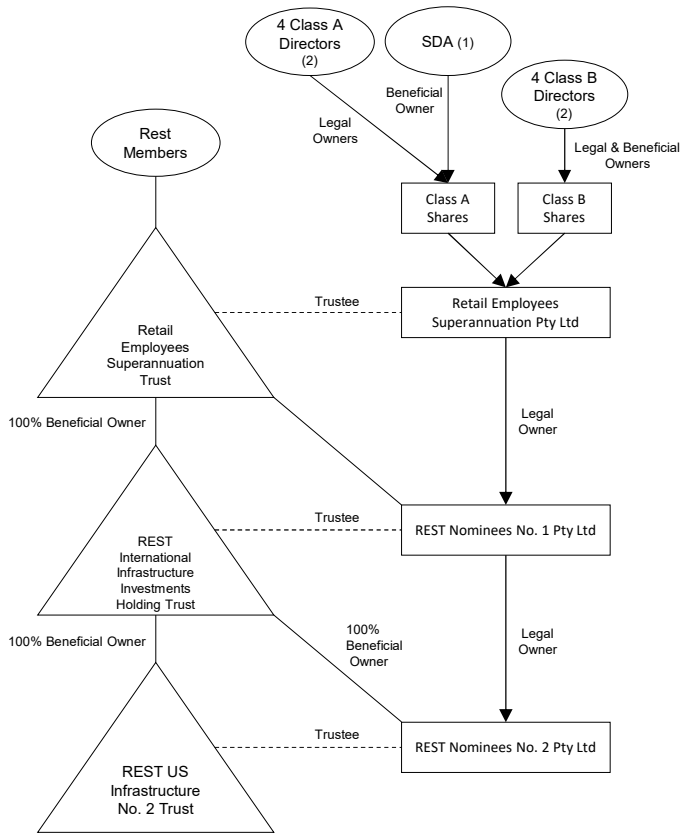 4 Class A
Directors
(2)
SDA (1)
4 Class B
Directors
(2)
Beneficial
Owner
Legal
Owners
Legal & Beneficial
Owners
Rest
Members
Class A
Shares
Class B
Shares
Trustee
Retail Employees
Superannuation Pty Ltd
Retail
Employees
Superannuation
Trust
100% Beneficial Owner
Legal
Owner
Trustee
REST Nominees No. 1 Pty Ltd
REST
International
Infrastructure
Investments
Holding Trust
100% Beneficial Owner
100%
Beneficial
Owner
Legal
Owner
Trustee
REST Nominees No. 2 Pty Ltd
REST US
Infrastructure
No. 2 Trust